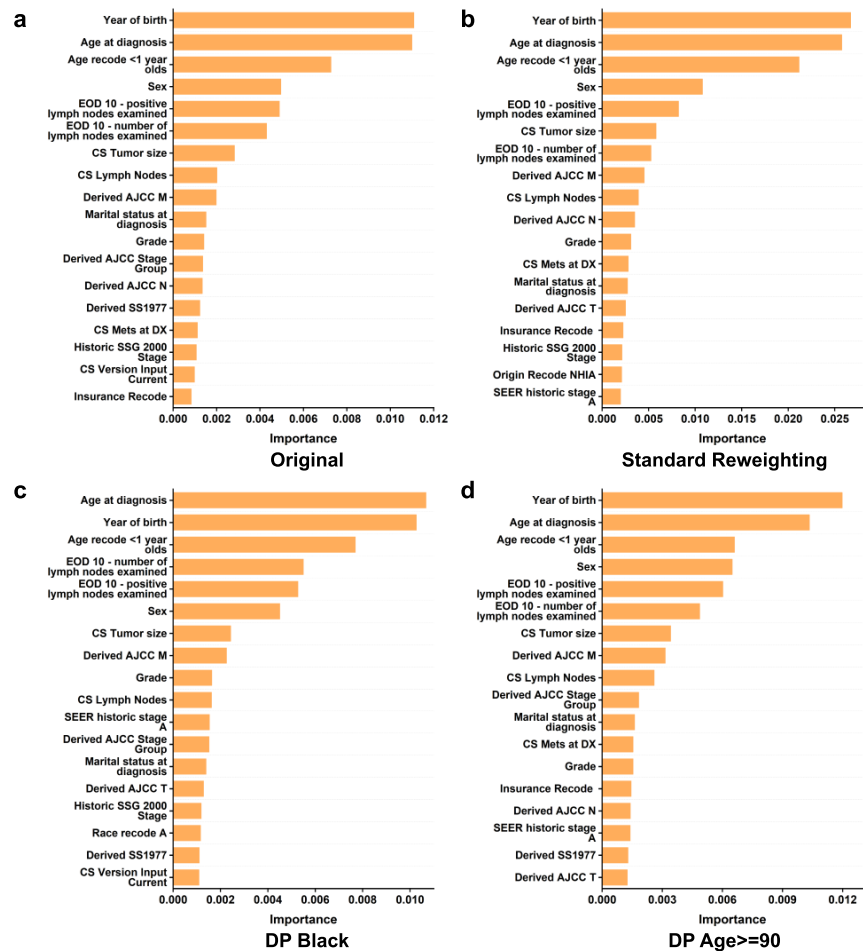 a
Year of birth
Age at diagnosis
Age recode <1 year
olds
Sex
EOD 10 - positive
lymph nodes examined
EOD 10 - number of
lymph nodes examined
CS Tumor size
CS Lymph Nodes
Derived AJCC M
Marital status at
diagnosis
Grade
Derived AJCC Stage
Group
Derived AJCC N
Derived SS1977
CS Mets at DX
Historic SSG 2000
Stage
CS Version Input
Current
Insurance Recode
0.000 0.002 0.004 0.006 0.008 0.010 0.012
Importance
Original
b
Year of birth
Age at diagnosis
Age recode <1 year
olds
Sex
EOD 10 - positive
lymph nodes examined
CS Tumor size
EOD 10 - number of
lymph nodes examined
Derived AJCC M
CS Lymph Nodes
Derived AJCC N
Grade
CS Mets at DX
Marital status at
diagnosis
Derived AJCC T
Insurance Recode
Historic SSG 2000
Stage
Origin Recode NHIA
SEER historic stage
A
0.000 0.005 0.010 0.015 0.020 0.025
Importance
Standard Reweighting
c
Age at diagnosis
Year of birth
Age recode <1 year
olds
EOD 10 - number of
lymph nodes examined
EOD 10 - positive
lymph nodes examined
Sex
CS Tumor size
Derived AJCC M
Grade
CS Lymph Nodes
SEER historic stage
A
Derived AJCC Stage
Group
Marital status at
diagnosis
Derived AJCC T
Historic SSG 2000
Stage
Race recode A
Derived SS1977
CS Version Input
Current
0.000 0.002 0.004 0.006 0.008 0.010
Importance
DP Black
d
Year of birth
Age at diagnosis
Age recode <1 year
olds
Sex
EOD 10 - positive
lymph nodes examined
EOD 10 - number of
lymph nodes examined
CS Tumor size
Derived AJCC M
CS Lymph Nodes
Derived AJCC Stage
Group
Marital status at
diagnosis
CS Mets at DX
Grade
Insurance Recode
Derived AJCC N
SEER historic stage
A
Derived SS1977
Derived AJCC T
0.000 0.003 0.006 0.009 0.012
Importance
DP Age>=90